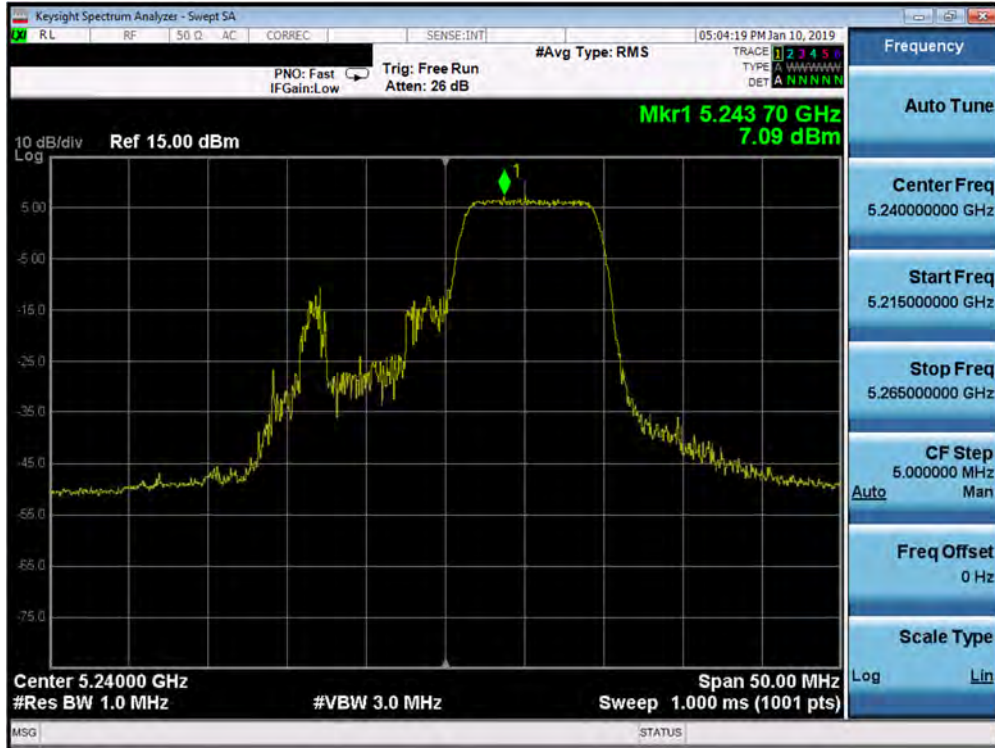 Keysight Spectrum Analyzer - Swept SA
LXI RL RF 50 Ω AC CORREC SENSE:INT 05:04:19 PM Jan 10, 2019
#Avg Type: RMS
TRACE 1 2 3 4 5 6
PNO: Fast Trig: Free Run
TYPE A WWWWW
IFGain:Low Atten: 26 dB
DET A N N N N N
Mkr1 5.243 70 GHz
7.09 dBm
10 dB/div Ref 15.00 dBm
Log
1
5.00
-5.00
-15.0
-25.0
-35.0
-45.0
-55.0
-65.0
-75.0
Center 5.24000 GHz Span 50.00 MHz
#Res BW 1.0 MHz #VBW 3.0 MHz Sweep 1.000 ms (1001 pts)
MSG STATUS
Frequency
Auto Tune
Center Freq
5.240000000 GHz
Start Freq
5.215000000 GHz
Stop Freq
5.265000000 GHz
CF Step
5.000000 MHz
Auto Man
Freq Offset
0 Hz
Scale Type
Log Lin